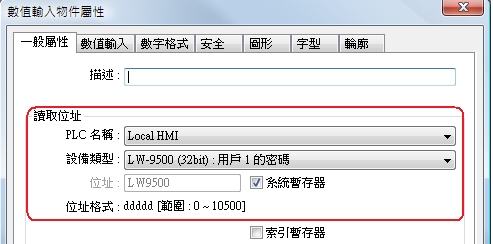 數值輸入物件屬性
一般屬性 數值輸入 數字格式 安全 圖形 字型 輪廓
描述 :
讀取位址
PLC 名稱 : Local HMI
設備類型 : LW-9500 (32bit) : 用戶 1 的密碼
位址 : LW9500 系統暫存器
位址格式 : ddddd [範圍 : 0 ~ 10500]
索引暫存器